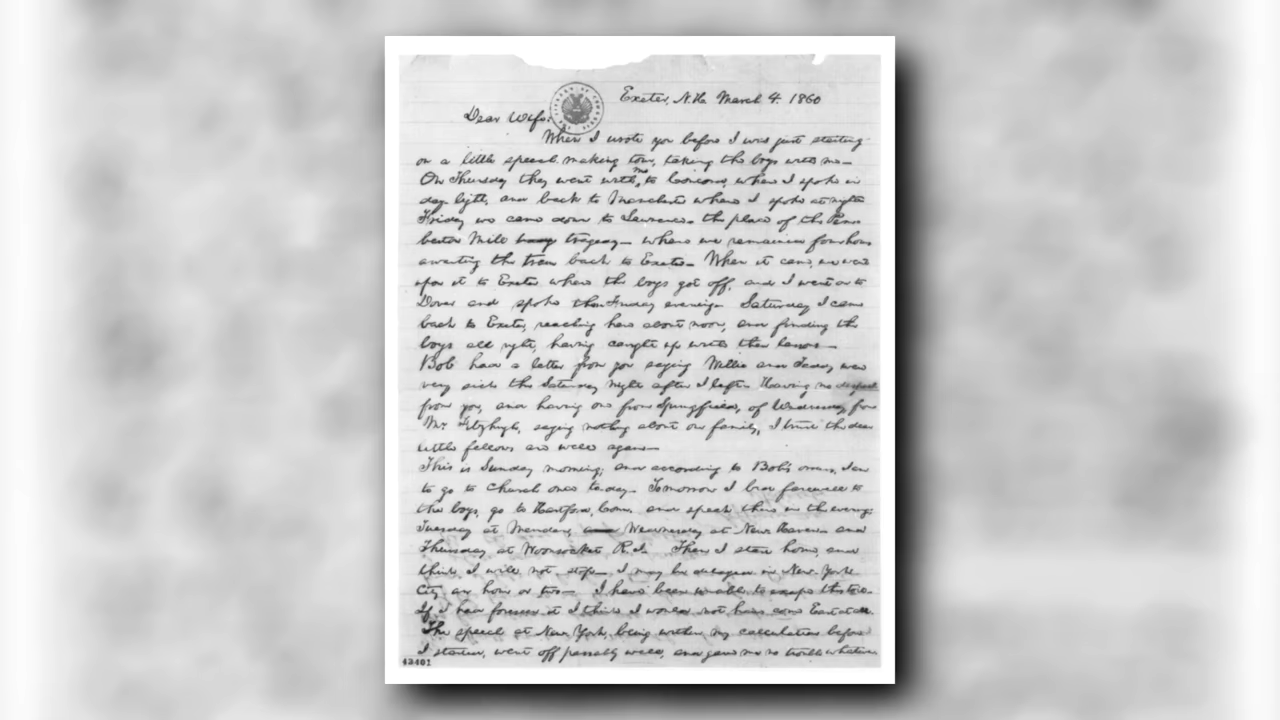 Exeter, N.H. March 4. 1860
Dear Wife:
When I wrote you before I was just starting
on a little speech-making tour, taking the boys with me—
On Thursday they went with me to Concord, where I spoke in
day-light, and back to Manchester where I spoke at night.
Friday we came down to Lawrence—the place of the Pem-
berton Mill tragedy—where we remained four hours
awaiting the train back to Exeter—When it came, we went
upon it to Exeter where the boys got off, and I went on to
Dover and spoke there Friday evening—Saturday I came
back to Exeter, reaching here about noon, and finding the
boys all right, having caught up with their lessons—
Bob had a letter from you saying Willie and Taddy were
very sick the Saturday night after I left—Having no despatch
from you, and having one from Springfield, of Wednesday, from
Mr. Fitzhugh, saying nothing about our family, I trust the dear
little fellows are well again—
This is Sunday morning; and according to Bob's orders, I am
to go to church once to-day—Tomorrow I bid farewell to
the boys, go to Hartford, Conn. and speak there in the evening;
Tuesday at Meriden, Wednesday at New-Haven—and
Thursday at Woonsocket R.I.—Then I start home, and
think I will not stop—I may be delayed in New-York
City an hour or two—I have been unable to escape this toil—
If I had foreseen it I think I would not have come East at all.
The speech at New-York, being within my calculation before
I started, went off passably well, and gave me no trouble whatever.
43401